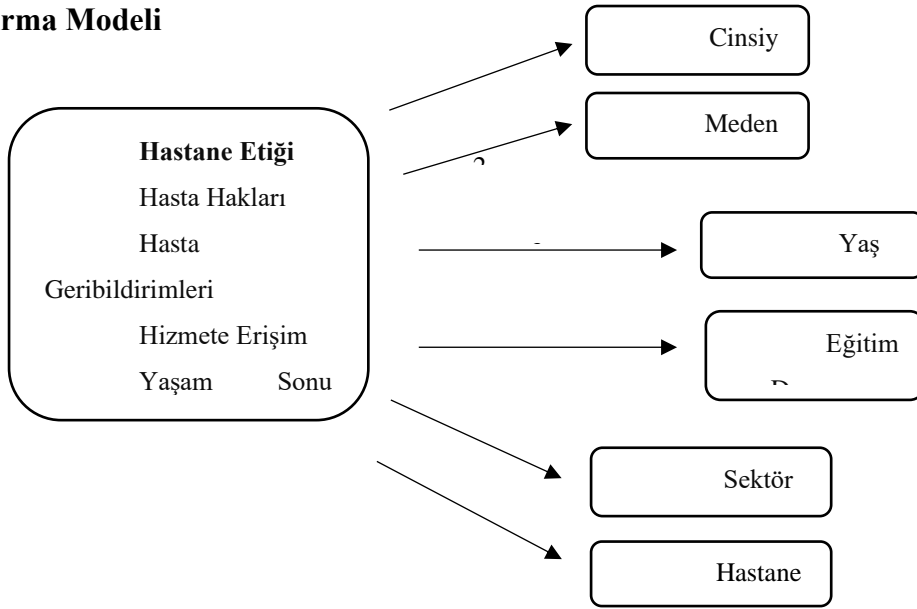 rma Modeli
Hastane Etiği
Hasta Hakları
Hasta
Geribildirimleri
Hizmete Erişim
Yaşam Sonu
Cinsiy
Meden
Yaş
Eğitim
Sektör
Hastane